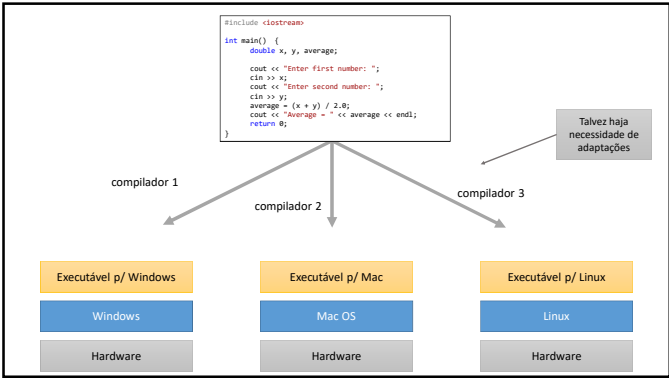 #include <iostream>
int main() {
double x, y, average;
cout << "Enter first number: ";
cin >> x;
cout << "Enter second number: ";
cin >> y;
average = (x + y) / 2.0;
cout << "Average = " << average << endl;
return 0;
}
Talvez haja
necessidade de
adaptações
compilador 1
compilador 2
compilador 3
Executável p/ Windows
Executável p/ Mac
Executável p/ Linux
Windows
Mac OS
Linux
Hardware
Hardware
Hardware